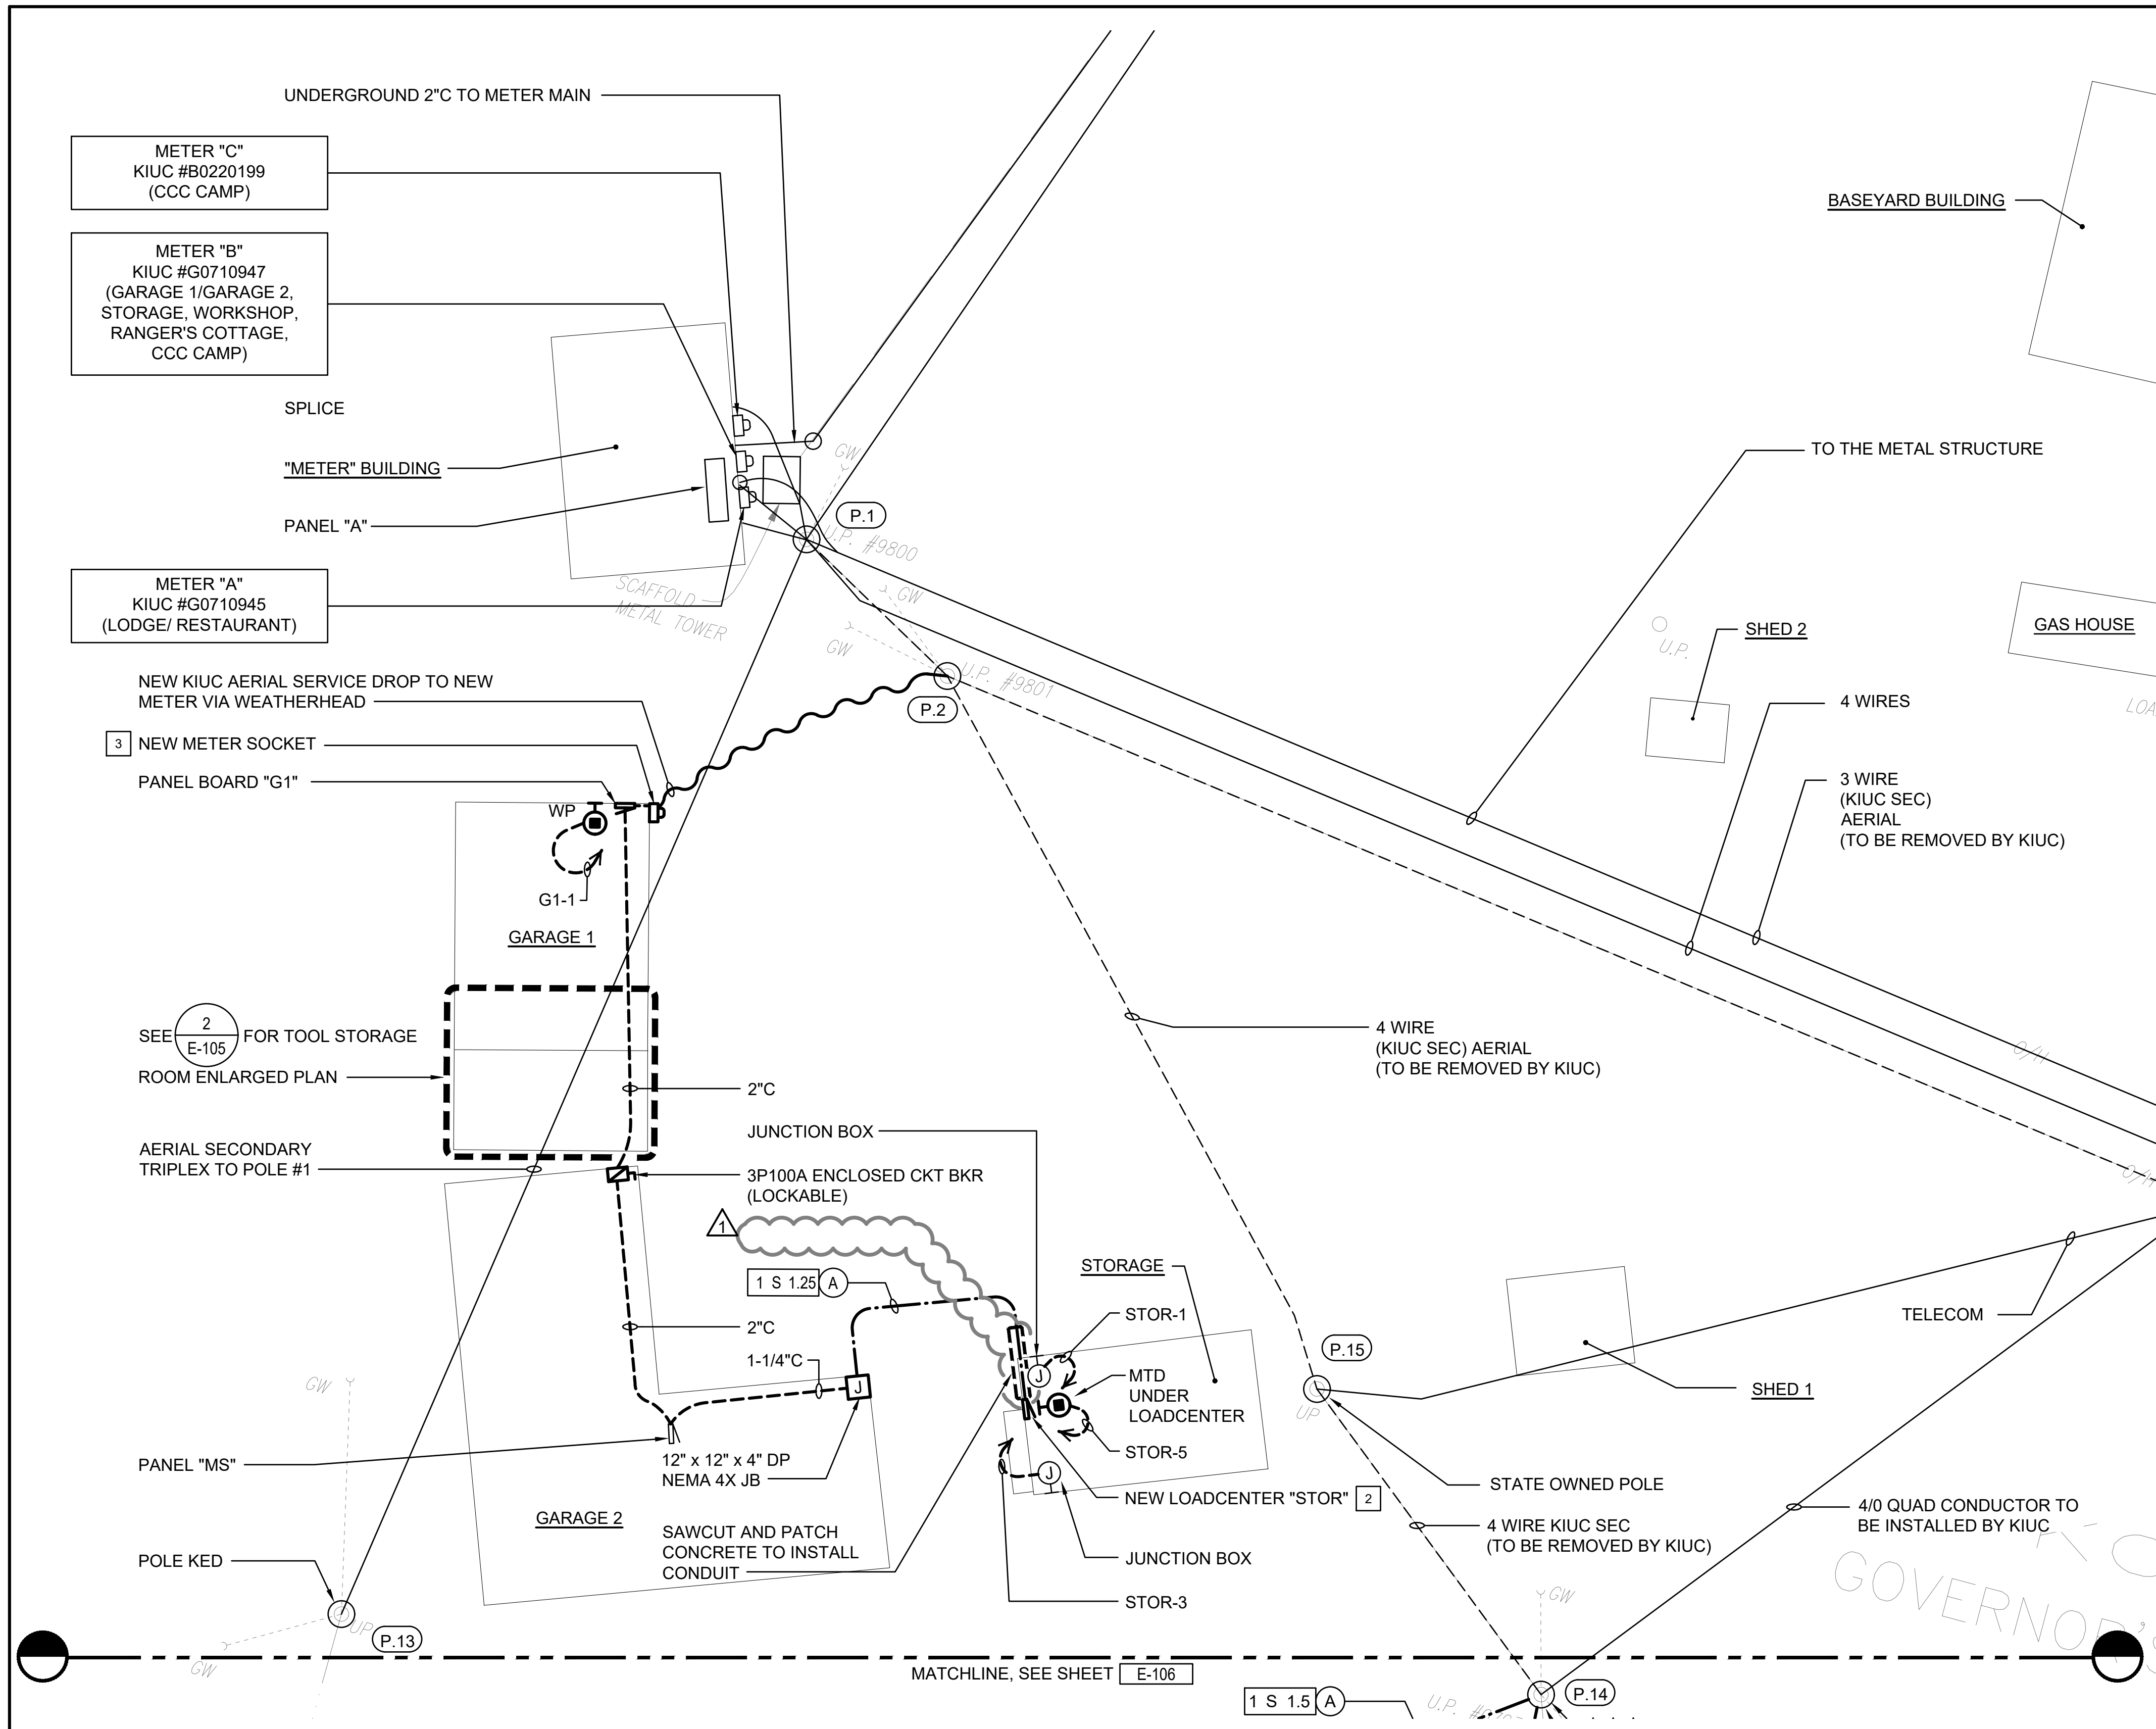 UNDERGROUND 2"C TO METER MAIN
METER "C"
KIUC #B0220199
(CCC CAMP)
METER "B"
KIUC #G0710947
(GARAGE 1/GARAGE 2,
STORAGE, WORKSHOP,
RANGER'S COTTAGE,
CCC CAMP)
SPLICE
"METER" BUILDING
PANEL "A"
METER "A"
KIUC #G0710945
(LODGE/ RESTAURANT)
GW
P.1
U.P. #9800
SCAFFOLD
METAL TOWER
GW
GW
U.P. #9801
P.2
BASEYARD BUILDING
TO THE METAL STRUCTURE
U.P.
SHED 2
GAS HOUSE
4 WIRES
3 WIRE
(KIUC SEC)
AERIAL
(TO BE REMOVED BY KIUC)
NEW KIUC AERIAL SERVICE DROP TO NEW
METER VIA WEATHERHEAD
3 NEW METER SOCKET
PANEL BOARD "G1"
WP
G1-1
GARAGE 1
SEE 2 E-105 FOR TOOL STORAGE
ROOM ENLARGED PLAN
2"C
4 WIRE
(KIUC SEC) AERIAL
(TO BE REMOVED BY KIUC)
O/H
O/H
JUNCTION BOX
AERIAL SECONDARY
TRIPLEX TO POLE #1
3P100A ENCLOSED CKT BKR
(LOCKABLE)
1
1 S 1.25 A
STORAGE
STOR-1
2"C
1-1/4"C
J
J
MTD
UNDER
LOADCENTER
STOR-5
P.15
UP
TELECOM
SHED 1
GW
PANEL "MS"
12" x 12" x 4" DP
NEMA 4X JB
J
NEW LOADCENTER "STOR" 2
STATE OWNED POLE
GARAGE 2
SAWCUT AND PATCH
CONCRETE TO INSTALL
CONDUIT
4 WIRE KIUC SEC
(TO BE REMOVED BY KIUC)
4/0 QUAD CONDUCTOR TO
BE INSTALLED BY KIUC
JUNCTION BOX
POLE KED
STOR-3
GW
UP
P.13
GW
MATCHLINE, SEE SHEET E-106
1 S 1.5 A
U.P.
P.14